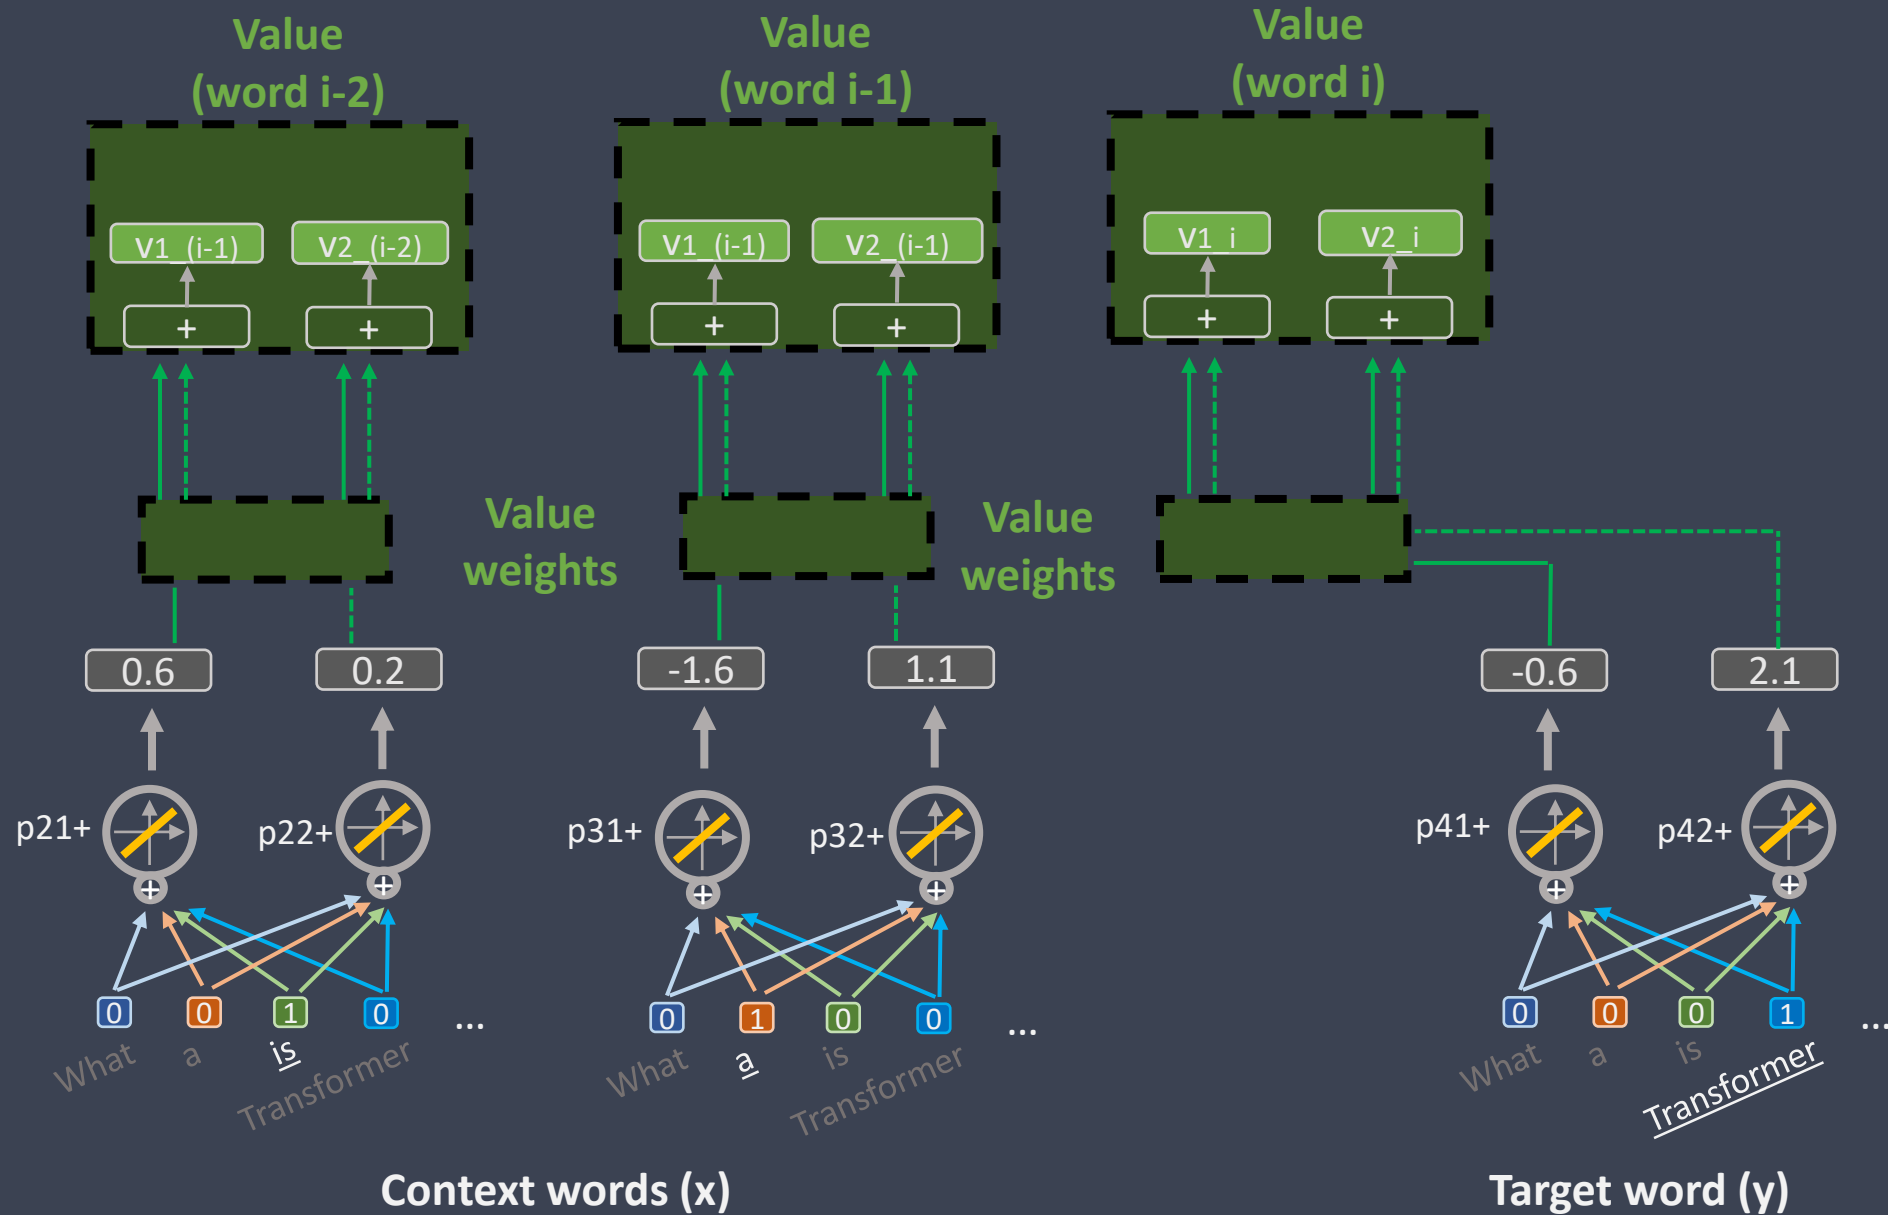 Value
(word i-2)
Value
(word i-1)
Value
(word i)
V1_(i-1)
V2_(i-2)
V1_(i-1)
V2_(i-1)
V1_i
V2_i
+
+
+
+
+
+
Value
weights
Value
weights
0.6
0.2
-1.6
1.1
-0.6
2.1
p21+
p22+
p31+
p32+
p41+
p42+
+
+
+
+
+
+
0
0
1
0
...
0
1
0
0
...
0
0
0
1
...
What
a
is
Transformer
What
a
is
Transformer
What
a
is
Transformer
Context words (x)
Target word (y)